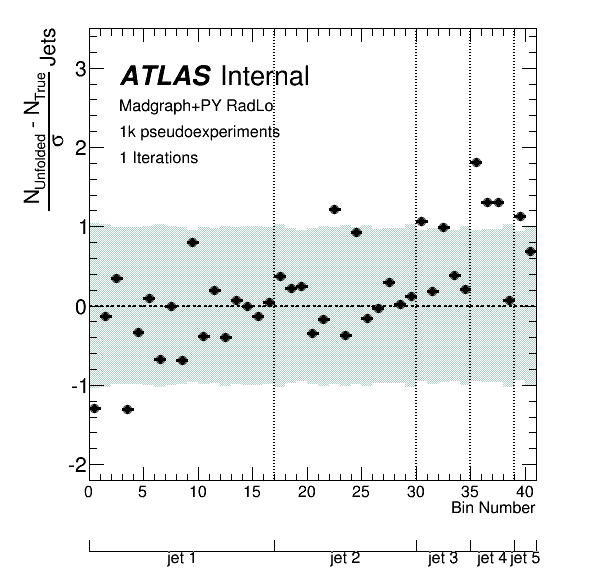 N_Unfolded - N_True Jets
σ
ATLAS Internal
Madgraph+PY RadLo
1k pseudoexperiments
1 Iterations
3
2
1
0
-1
-2
0 5 10 15 20 25 30 35 40
Bin Number
jet 1 jet 2 jet 3 jet 4 jet 5